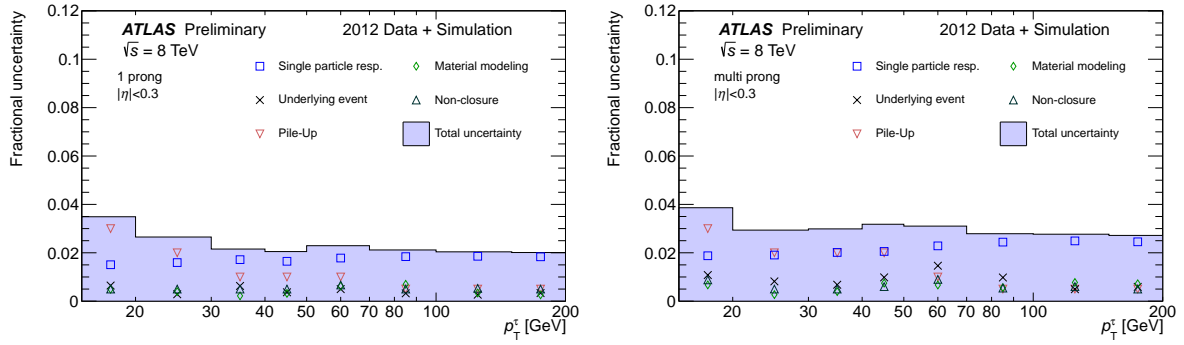 Fractional uncertainty
0.12
0.1
0.08
0.06
0.04
0.02
0
ATLAS Preliminary
2012 Data + Simulation
√s = 8 TeV
1 prong
|η|<0.3
Single particle resp.
Material modeling
Underlying event
Non-closure
Pile-Up
Total uncertainty
20 30 40 50 60 70 80 100 200
p_T^τ [GeV]
Fractional uncertainty
0.12
0.1
0.08
0.06
0.04
0.02
0
ATLAS Preliminary
2012 Data + Simulation
√s = 8 TeV
multi prong
|η|<0.3
Single particle resp.
Material modeling
Underlying event
Non-closure
Pile-Up
Total uncertainty
20 30 40 50 60 70 80 100 200
p_T^τ [GeV]